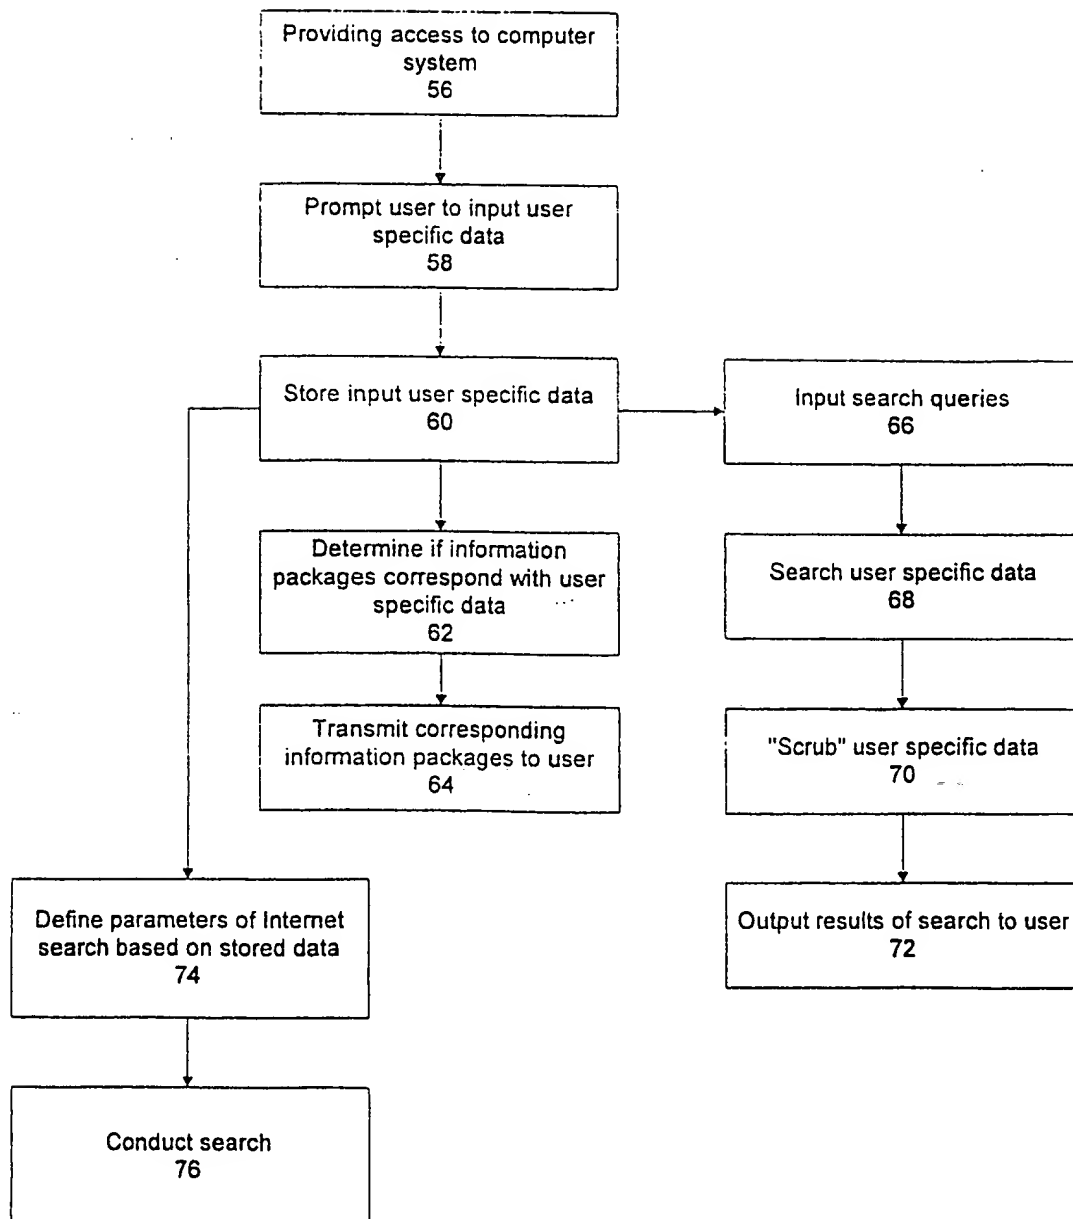 Providing access to computer
system
56
Prompt user to input user
specific data
58
Store input user specific data
60
Input search queries
66
Determine if information
packages correspond with user
specific data
62
Search user specific data
68
Transmit corresponding
information packages to user
64
"Scrub" user specific data
70
Define parameters of Internet
search based on stored data
74
Output results of search to user
72
Conduct search
76